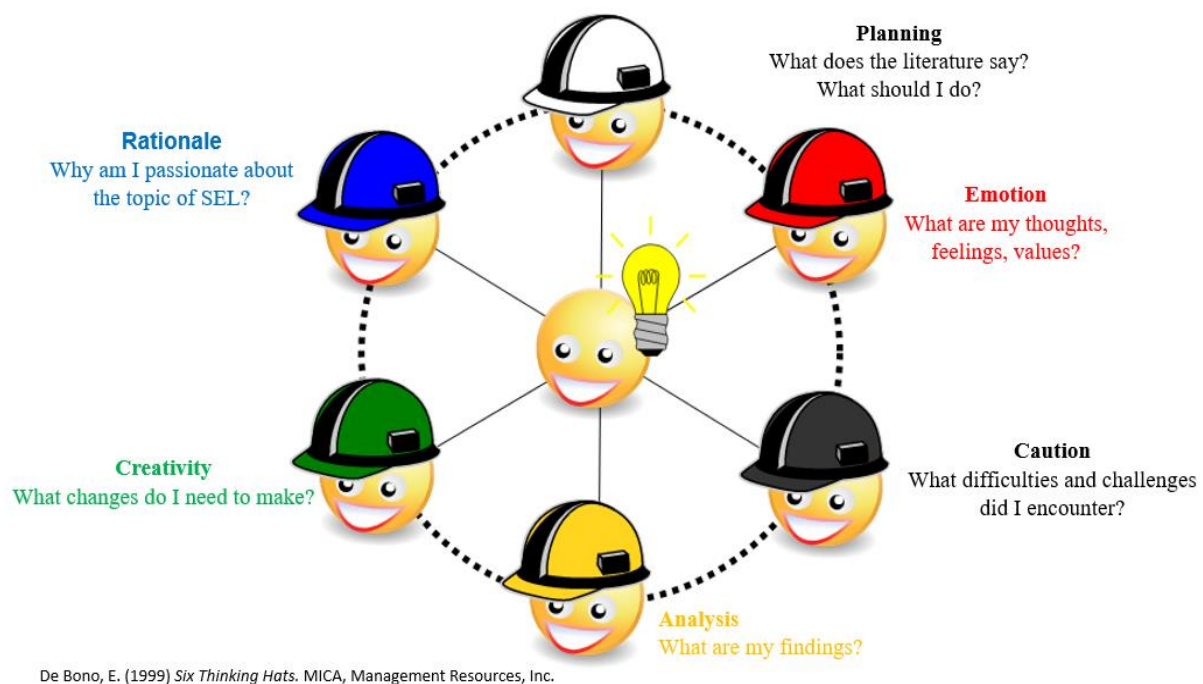 Planning
What does the literature say?
What should I do?
Rationale
Why am I passionate about
the topic of SEL?
Emotion
What are my thoughts,
feelings, values?
Creativity
What changes do I need to make?
Caution
What difficulties and challenges
did I encounter?
Analysis
What are my findings?
De Bono, E. (1999) Six Thinking Hats. MICA, Management Resources, Inc.